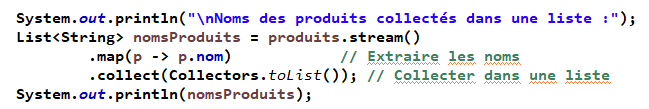 System.out.println("\nNoms des produits collectés dans une liste :");
List<String> nomsProduits = produits.stream()
        .map(p -> p.nom)              // Extraire les noms
        .collect(Collectors.toList()); // Collecter dans une liste
System.out.println(nomsProduits);